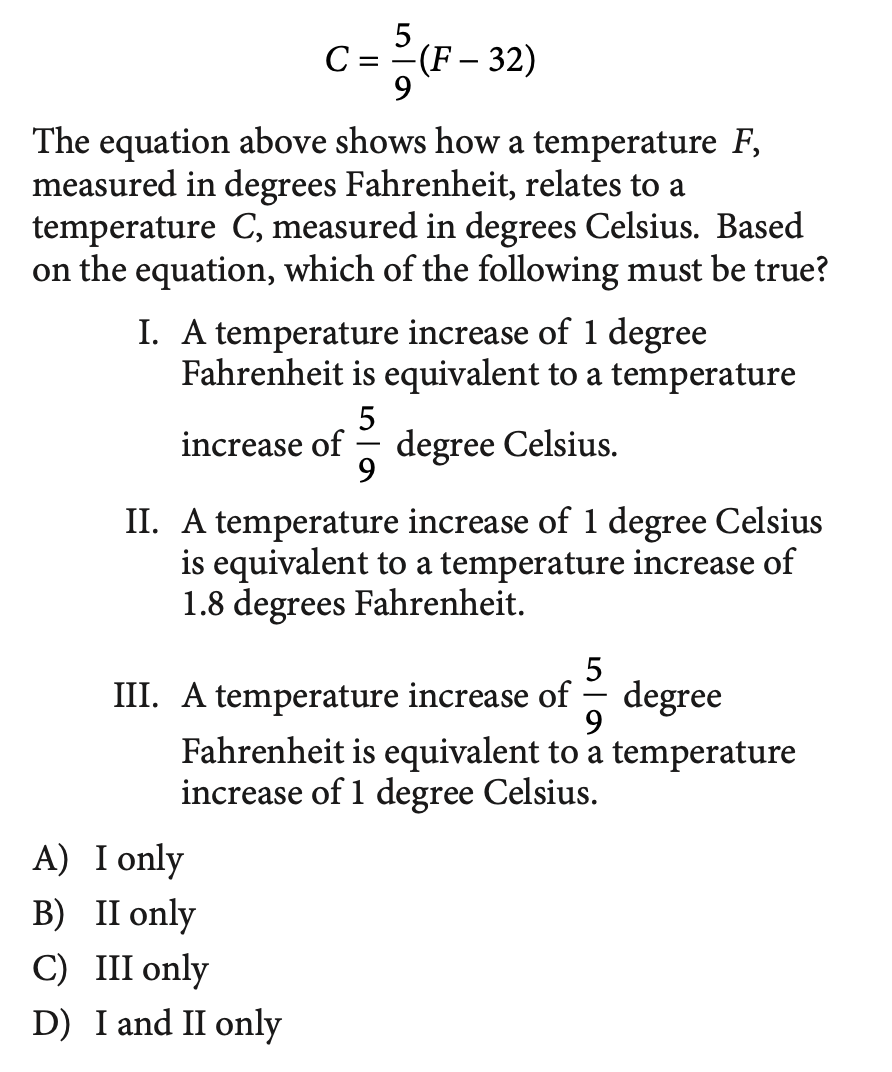 C = 5/9 (F – 32)
The equation above shows how a temperature F,
measured in degrees Fahrenheit, relates to a
temperature C, measured in degrees Celsius. Based
on the equation, which of the following must be true?
I. A temperature increase of 1 degree
Fahrenheit is equivalent to a temperature
increase of 5/9 degree Celsius.
II. A temperature increase of 1 degree Celsius
is equivalent to a temperature increase of
1.8 degrees Fahrenheit.
III. A temperature increase of 5/9 degree
Fahrenheit is equivalent to a temperature
increase of 1 degree Celsius.
A) I only
B) II only
C) III only
D) I and II only